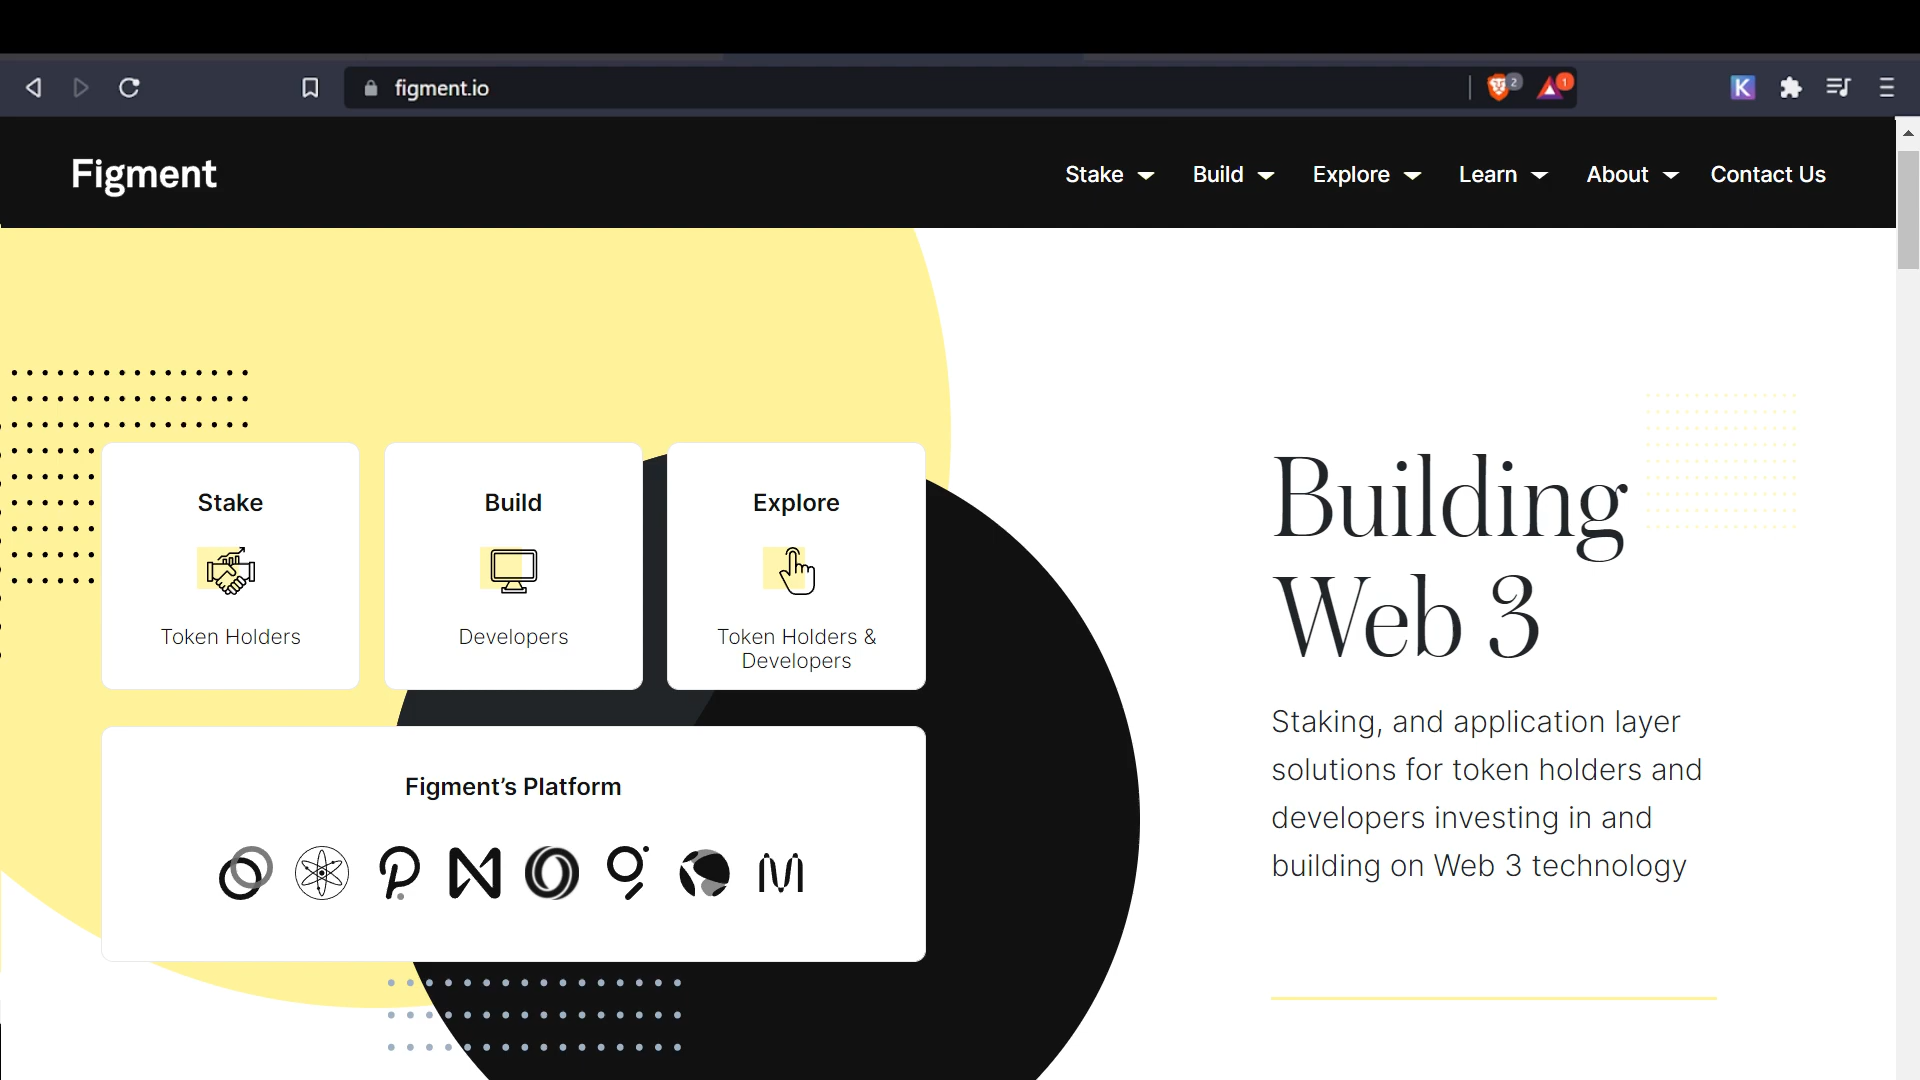 figment.io
2
1
K
Figment
Stake
Build
Explore
Learn
About
Contact Us
Stake
Token Holders
Build
Developers
Explore
Token Holders &
Developers
Figment’s Platform
Building
Web 3
Staking, and application layer
solutions for token holders and
developers investing in and
building on Web 3 technology